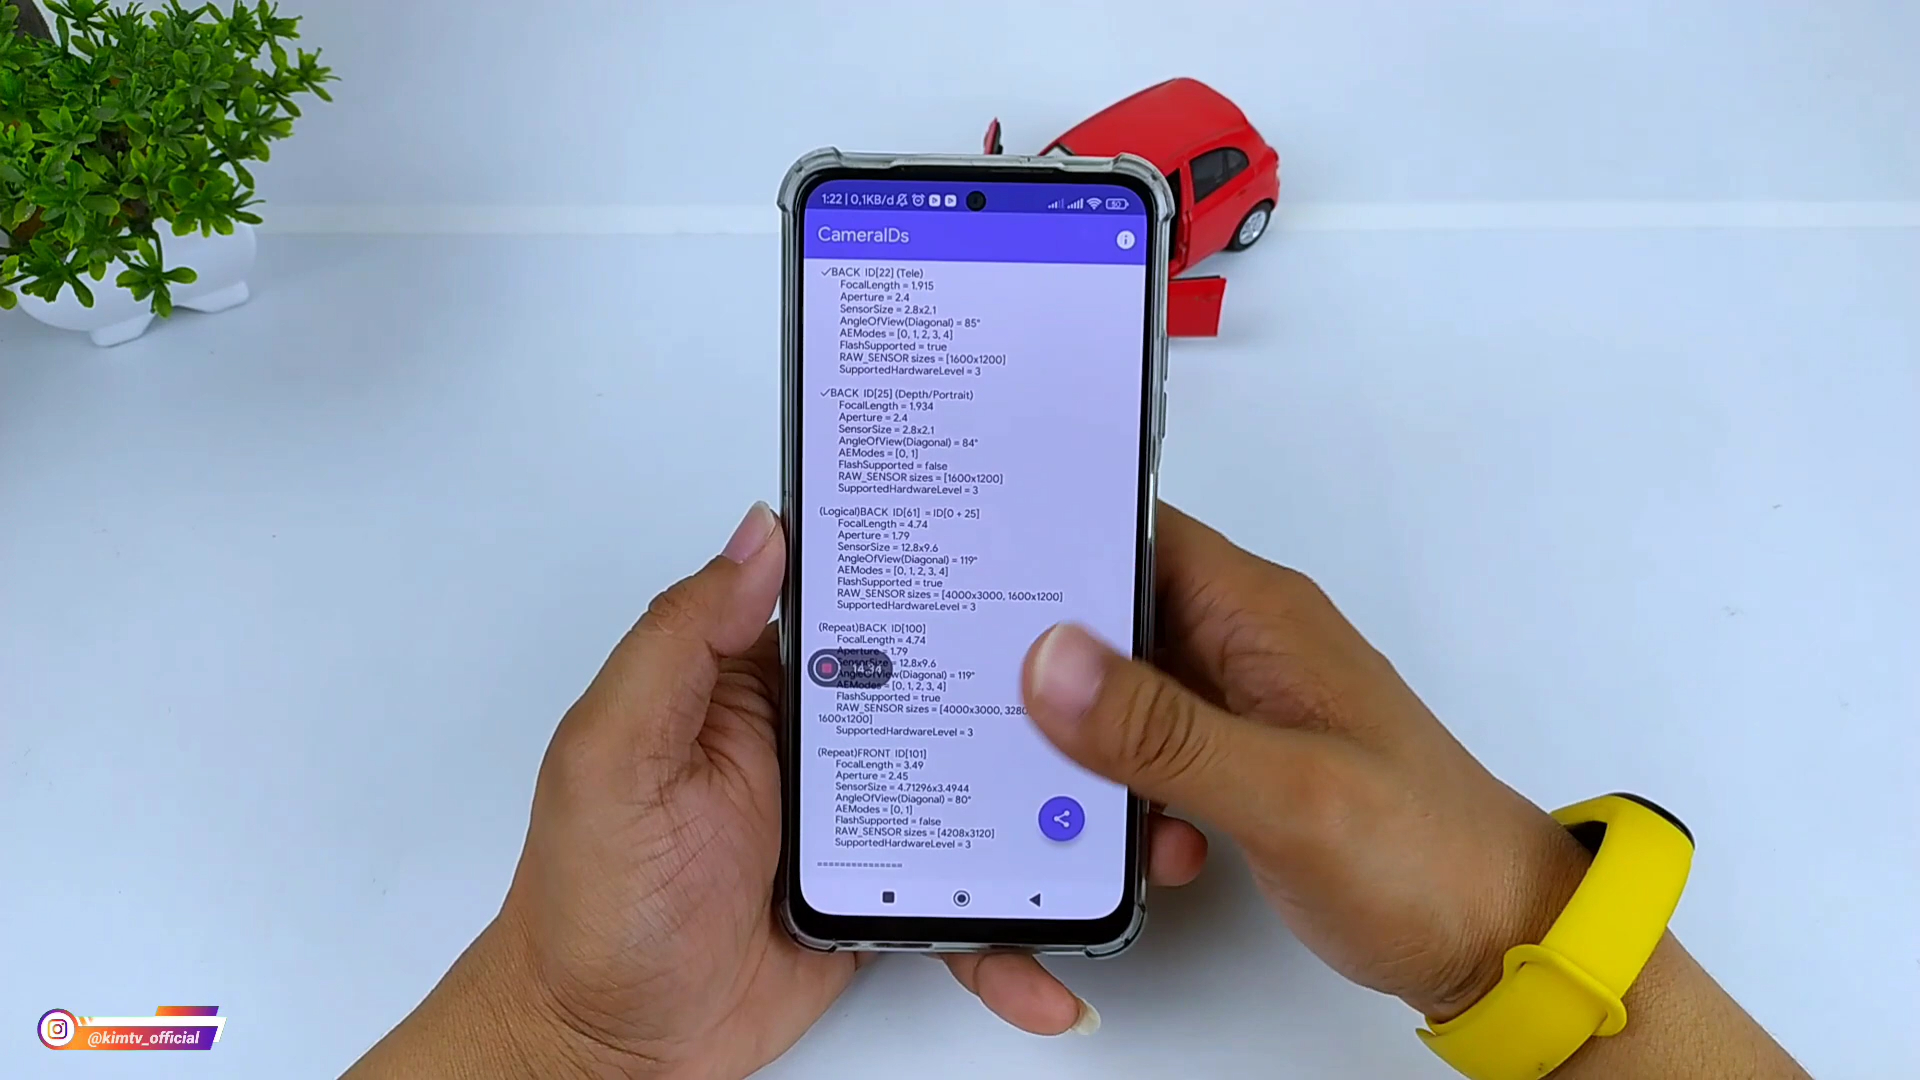 1:22 | 0,1KB/d
50
CameraIDs
✓BACK ID[22] (Tele)
FocalLength = 1.915
Aperture = 2.4
SensorSize = 2.8x2.1
AngleOfView(Diagonal) = 85°
AEModes = [0, 1, 2, 3, 4]
FlashSupported = true
RAW_SENSOR sizes = [1600x1200]
SupportedHardwareLevel = 3
✓BACK ID[25] (Depth/Portrait)
FocalLength = 1.934
Aperture = 2.4
SensorSize = 2.8x2.1
AngleOfView(Diagonal) = 84°
AEModes = [0, 1]
FlashSupported = false
RAW_SENSOR sizes = [1600x1200]
SupportedHardwareLevel = 3
(Logical)BACK ID[61] = ID[0 + 25]
FocalLength = 4.74
Aperture = 1.79
SensorSize = 12.8x9.6
AngleOfView(Diagonal) = 119°
AEModes = [0, 1, 2, 3, 4]
FlashSupported = true
RAW_SENSOR sizes = [4000x3000, 1600x1200]
SupportedHardwareLevel = 3
(Repeat)BACK ID[100]
FocalLength = 4.74
Aperture = 1.79
SensorSize = 12.8x9.6
14:34
AngleOfView(Diagonal) = 119°
AEModes = [0, 1, 2, 3, 4]
FlashSupported = true
RAW_SENSOR sizes = [4000x3000, 3280
1600x1200]
SupportedHardwareLevel = 3
(Repeat)FRONT ID[101]
FocalLength = 3.49
Aperture = 2.45
SensorSize = 4.71296x3.4944
AngleOfView(Diagonal) = 80°
AEModes = [0, 1]
FlashSupported = false
RAW_SENSOR sizes = [4208x3120]
SupportedHardwareLevel = 3
@kimtv_official